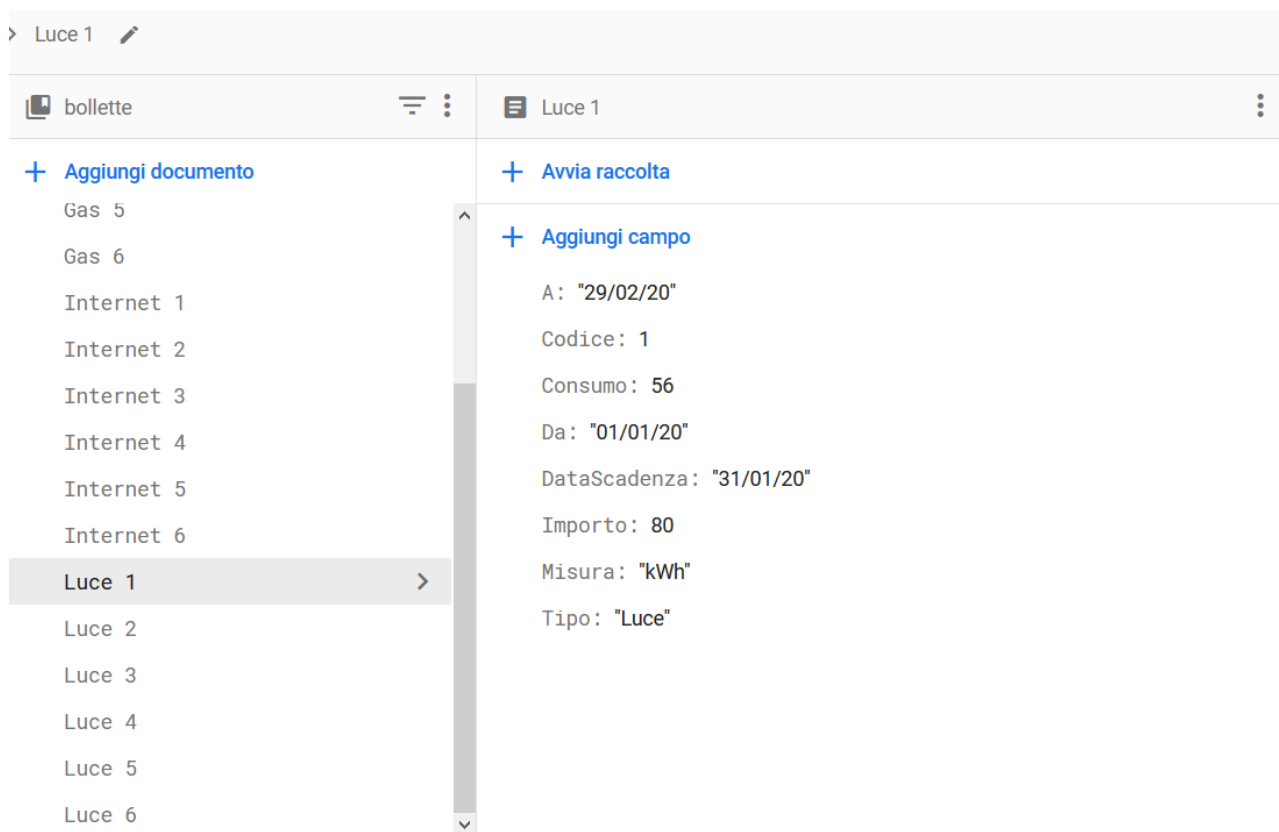 Luce 1
bollette
Luce 1
Aggiungi documento
Gas 5
Gas 6
Internet 1
Internet 2
Internet 3
Internet 4
Internet 5
Internet 6
Luce 1
Luce 2
Luce 3
Luce 4
Luce 5
Luce 6
Avvia raccolta
Aggiungi campo
A: "29/02/20"
Codice: 1
Consumo: 56
Da: "01/01/20"
DataScadenza: "31/01/20"
Importo: 80
Misura: "kWh"
Tipo: "Luce"